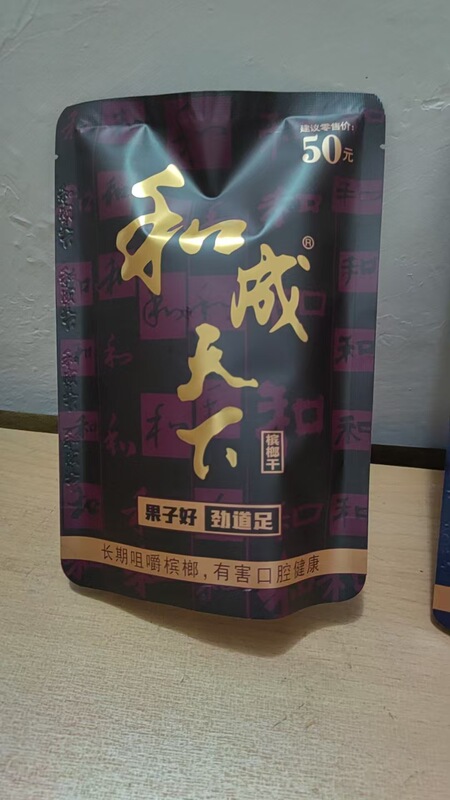 建议零售价:
50元
和成天下®
槟榔干
果子好 劲道足
长期咀嚼槟榔,有害口腔健康